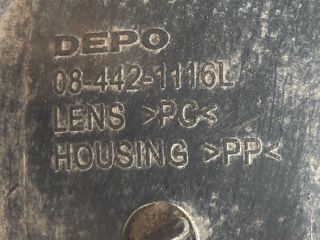 DEPO
08-442-1116L
LENS >PC<
HOUSING >PP<